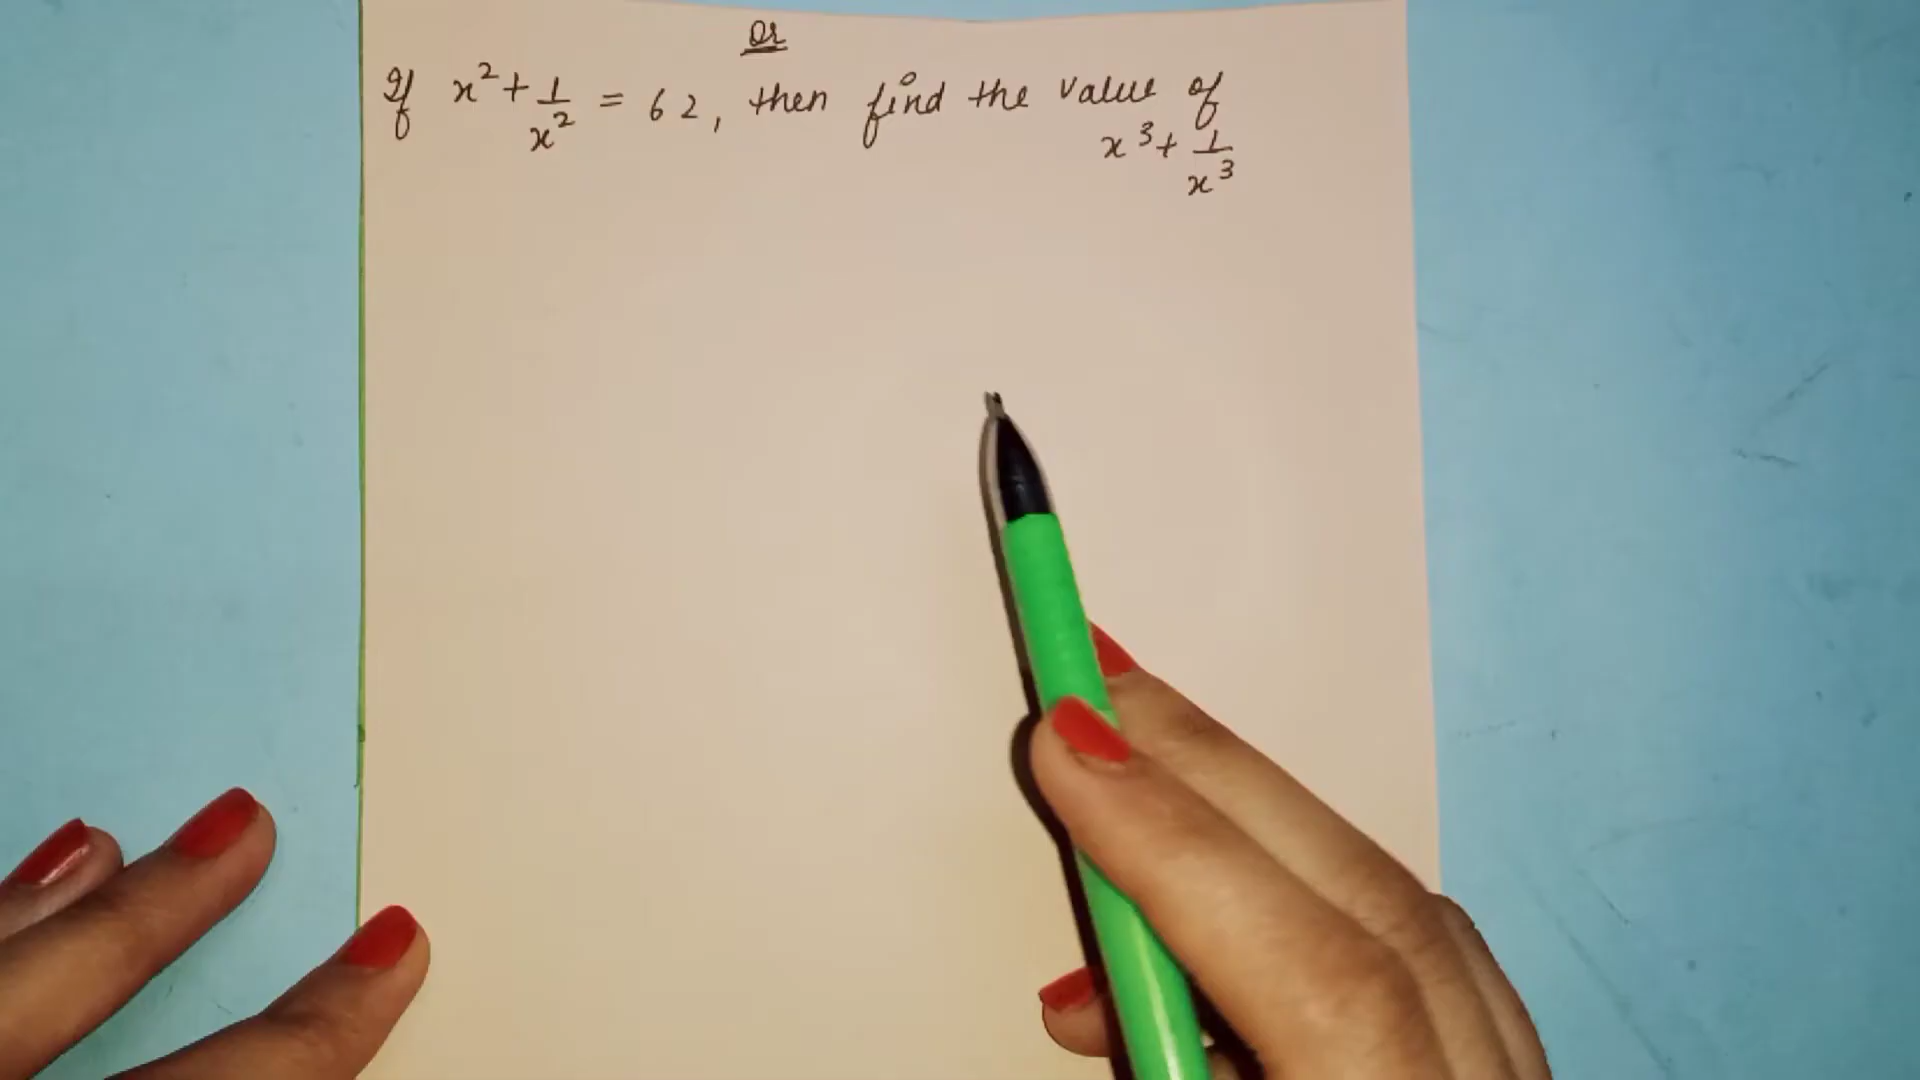 Or
If x² + 1/x² = 62, then find the value of
x³ + 1/x³